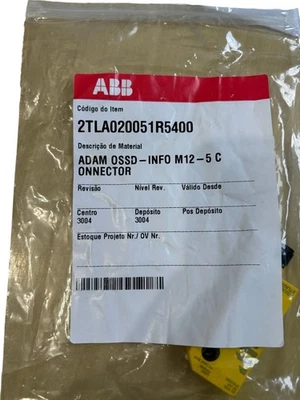 ABB
Código do Item
2TLA020051R5400
Descrição de Material
ADAM OSSD-INFO M12-5 C
ONNECTOR
Revisão Nível Rev. Válido Desde
Centro Depósito Pos Depósito
3004 3004
Estoque Projeto Nr./ OV Nr.